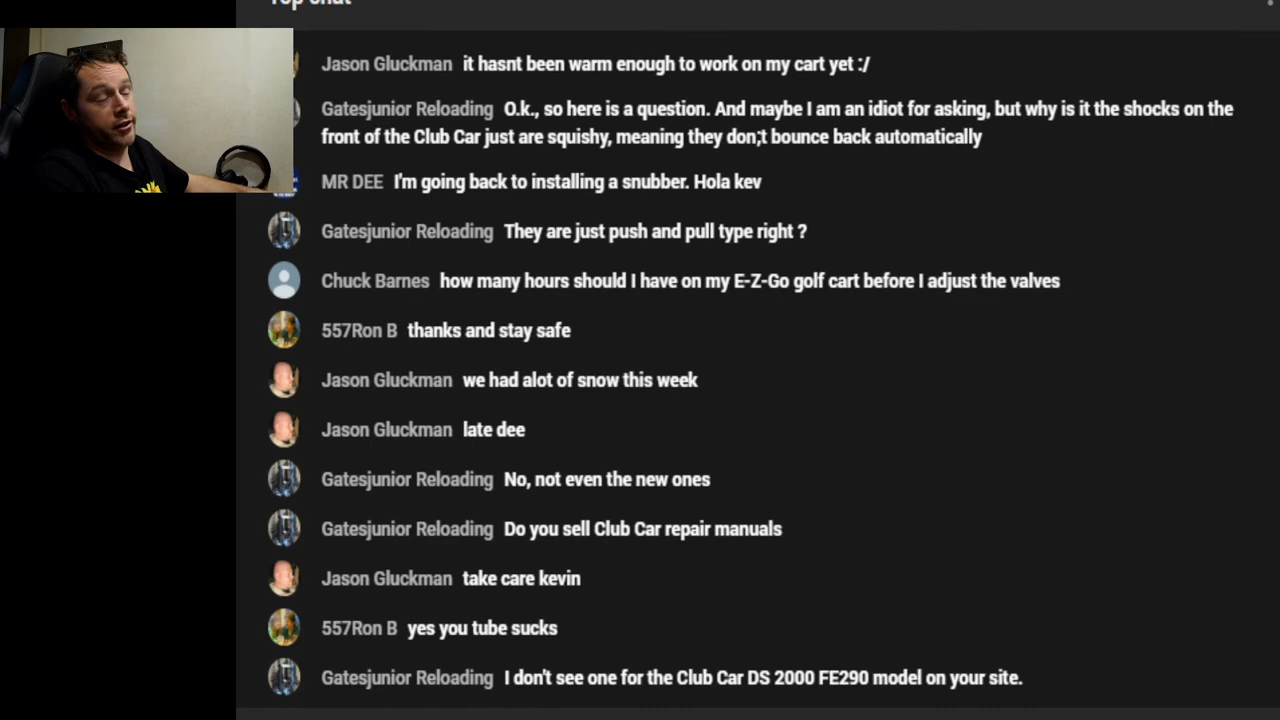 Top chat
Jason Gluckman it hasnt been warm enough to work on my cart yet :/
Gatesjunior Reloading O.k., so here is a question. And maybe I am an idiot for asking, but why is it the shocks on the
front of the Club Car just are squishy, meaning they don;t bounce back automatically
MR DEE I'm going back to installing a snubber. Hola kev
Gatesjunior Reloading They are just push and pull type right ?
Chuck Barnes how many hours should I have on my E-Z-Go golf cart before I adjust the valves
557Ron B thanks and stay safe
Jason Gluckman we had alot of snow this week
Jason Gluckman late dee
Gatesjunior Reloading No, not even the new ones
Gatesjunior Reloading Do you sell Club Car repair manuals
Jason Gluckman take care kevin
557Ron B yes you tube sucks
Gatesjunior Reloading I don't see one for the Club Car DS 2000 FE290 model on your site.